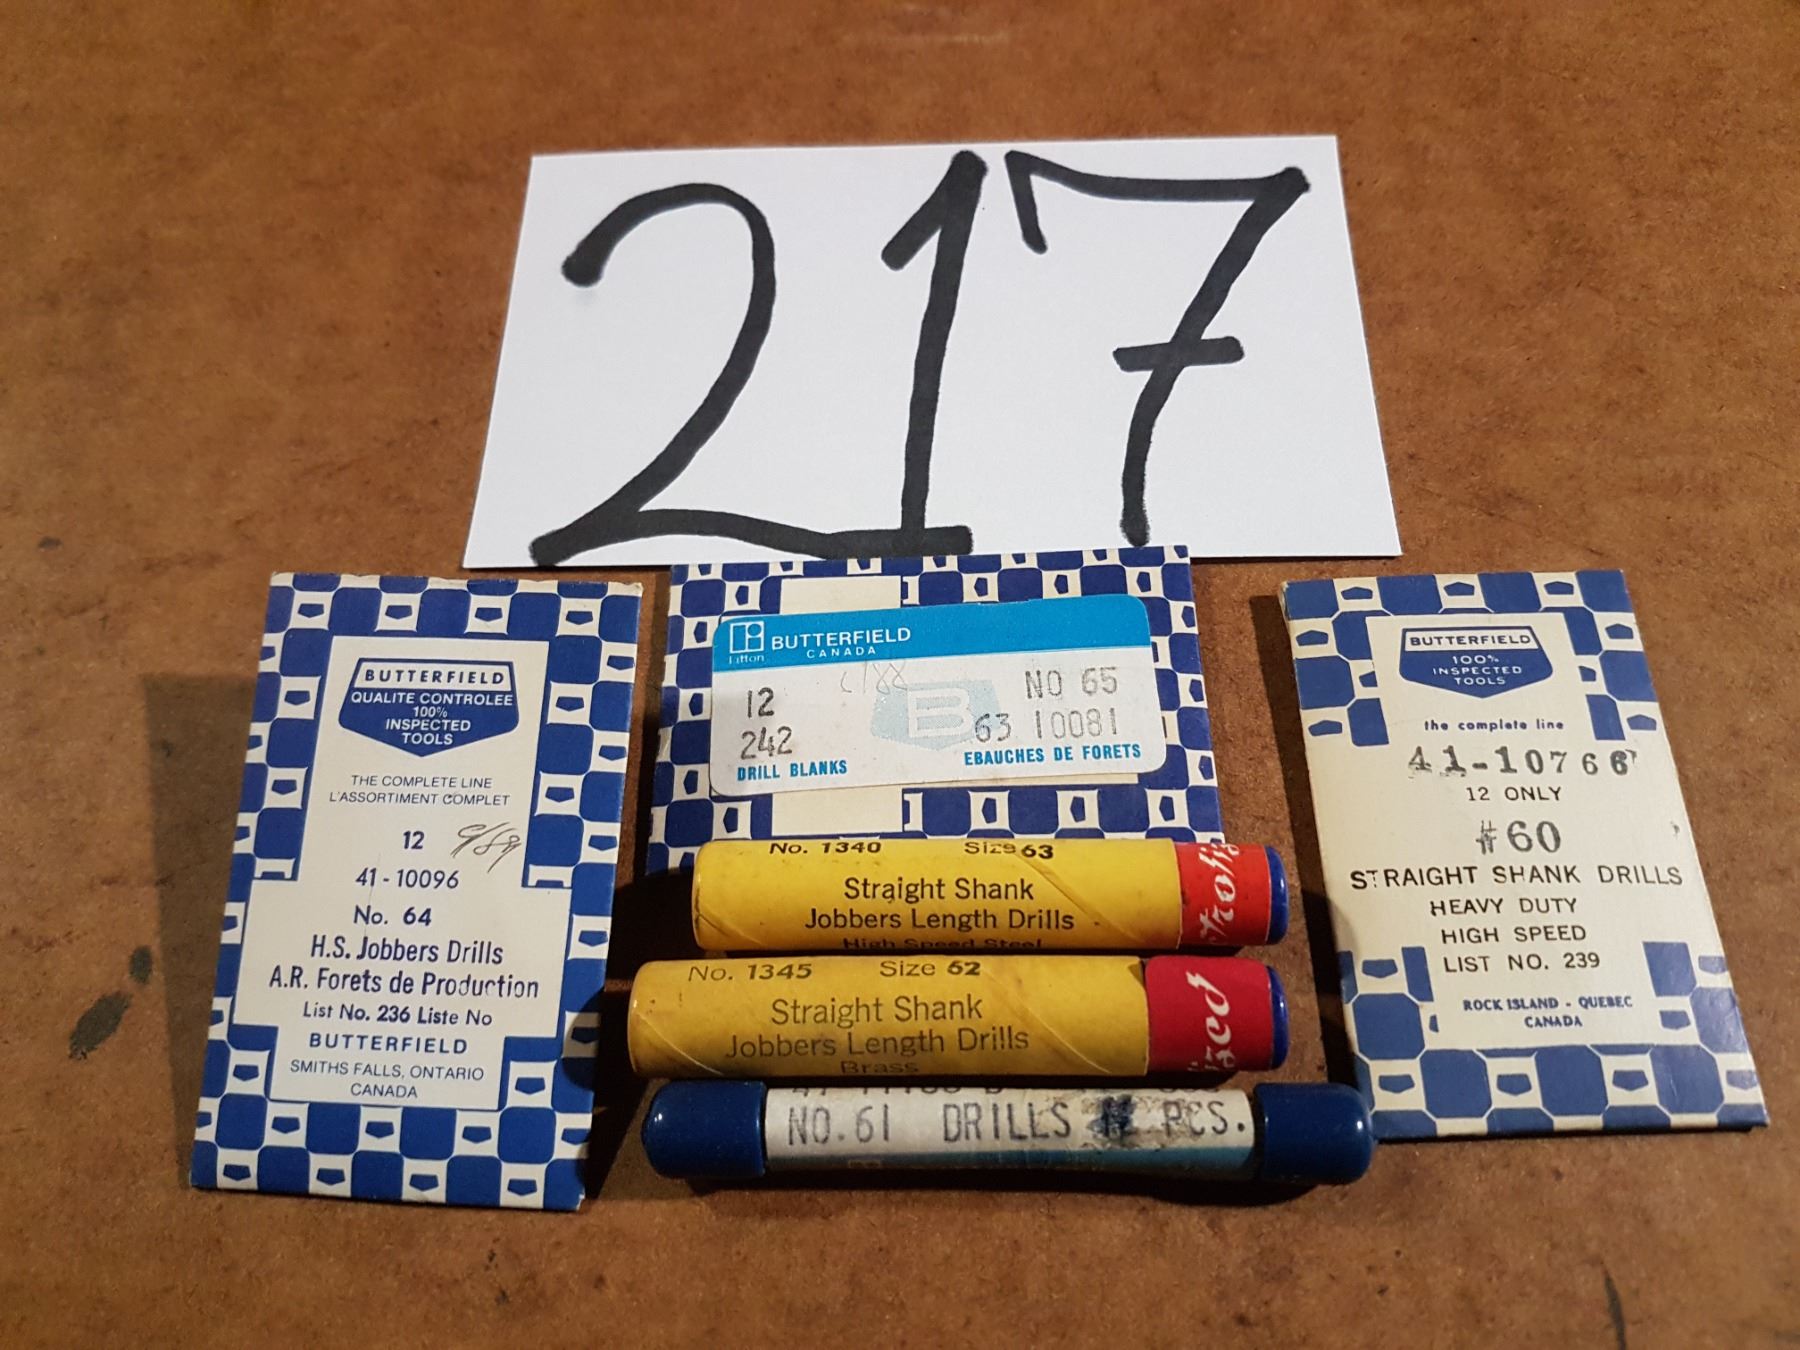 217
BUTTERFIELD
QUALITE CONTROLEE
100%
INSPECTED
TOOLS
THE COMPLETE LINE
L'ASSORTIMENT COMPLET
12
41-10096
No. 64
H.S. Jobbers Drills
A.R. Forets de Production
List No. 236 Liste No
BUTTERFIELD
SMITHS FALLS, ONTARIO
CANADA
Litton
BUTTERFIELD
CANADA
12 NO 65
242 63 10081
B
DRILL BLANKS EBAUCHES DE FORETS
No. 1340 Size 63
Straight Shank
Jobbers Length Drills
High Speed Steel
No. 1345 Size 62
Straight Shank
Jobbers Length Drills
Brass
NO.61 DRILLS 12 PCS.
BUTTERFIELD
100%
INSPECTED
TOOLS
the complete line
41-10766
12 ONLY
#60
STRAIGHT SHANK DRILLS
HEAVY DUTY
HIGH SPEED
LIST NO. 239
ROCK ISLAND - QUEBEC
CANADA